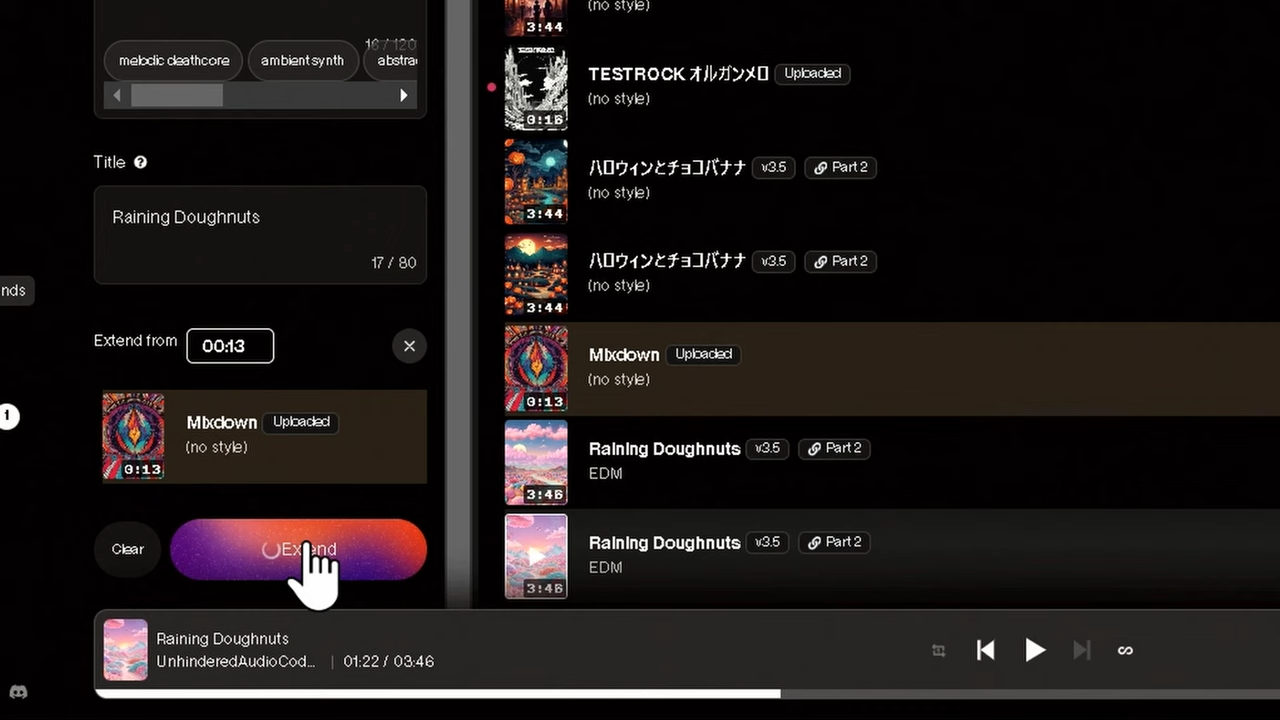 16 / 120
melodic deathcore
ambient synth
Title
Raining Doughnuts
17 / 80
nds
Extend from
00:13
1
Mixdown Uploaded
(no style)
0:13
Clear
Extend
(no style)
3:44
TESTROCK オルガンメロ Uploaded
(no style)
0:16
ハロウィンとチョコバナナ v3.5 Part 2
(no style)
3:44
ハロウィンとチョコバナナ v3.5 Part 2
(no style)
3:44
Mixdown Uploaded
(no style)
0:13
Raining Doughnuts v3.5 Part 2
EDM
3:46
Raining Doughnuts v3.5 Part 2
EDM
3:46
Raining Doughnuts
UnhinderedAudioCod... | 01:22 / 03:46